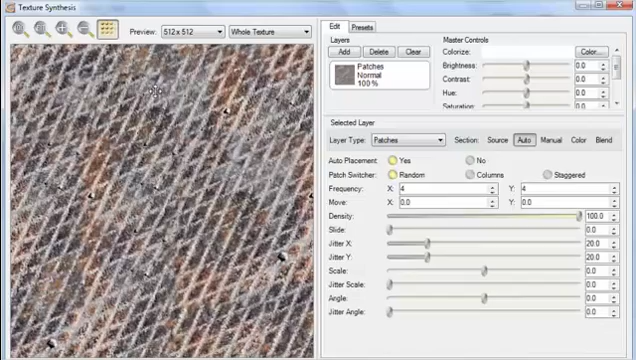 Texture Synthesis
Preview: 512 x 512 Whole Texture
Edit Presets
Layers
Add Delete Clear
Patches
Normal
100 %
Master Controls
Colorize: Color...
Brightness: 0.0
Contrast: 0.0
Hue: 0.0
Saturation: 0.0
Selected Layer
Layer Type: Patches Section: Source Auto Manual Color Blend
Auto Placement: Yes No
Patch Switcher: Random Columns Staggered
Frequency: X: 4 Y: 4
Move: X: 0.0 Y: 0.0
Density: 100.0
Slide: 0.0
Jitter X: 20.0
Jitter Y: 20.0
Scale: 0.0
Jitter Scale: 0.0
Angle: 0.0
Jitter Angle: 0.0